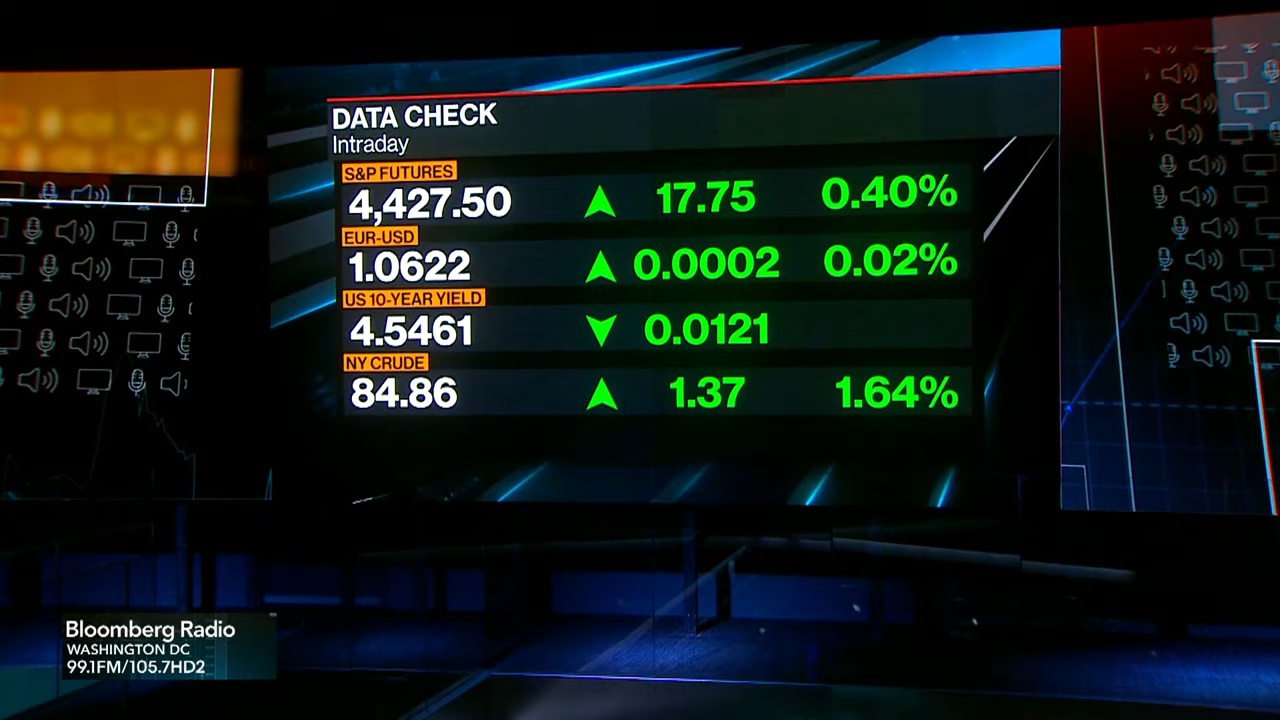 DATA CHECK
Intraday
S&P FUTURES
4,427.50 ▲ 17.75 0.40%
EUR-USD
1.0622 ▲ 0.0002 0.02%
US 10-YEAR YIELD
4.5461 ▼ 0.0121
NY CRUDE
84.86 ▲ 1.37 1.64%
Bloomberg Radio
WASHINGTON DC
99.1FM/105.7HD2